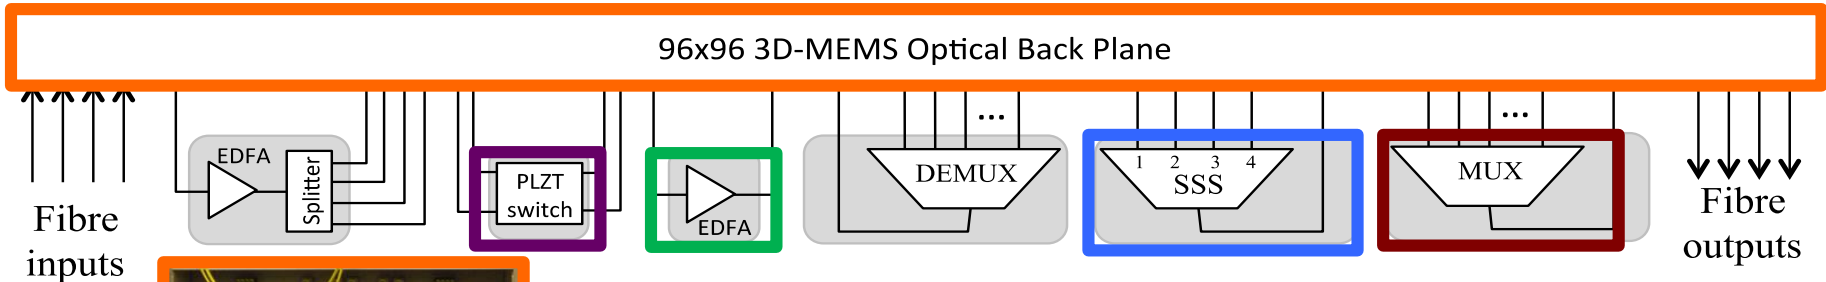 96x96 3D-MEMS Optical Back Plane
Fibre
inputs
EDFA
Splitter
PLZT
switch
EDFA
...
DEMUX
1 2 3 4
SSS
...
MUX
Fibre
outputs